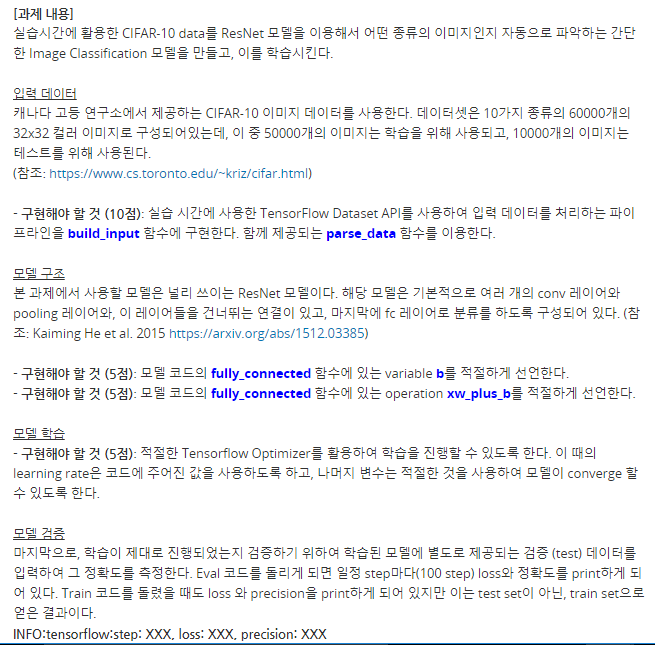 [과제 내용]
실습시간에 활용한 CIFAR-10 data를 ResNet 모델을 이용해서 어떤 종류의 이미지인지 자동으로 파악하는 간단
한 Image Classification 모델을 만들고, 이를 학습시킨다.
입력 데이터
캐나다 고등 연구소에서 제공하는 CIFAR-10 이미지 데이터를 사용한다. 데이터셋은 10가지 종류의 60000개의
32x32 컬러 이미지로 구성되어있는데, 이 중 50000개의 이미지는 학습을 위해 사용되고, 10000개의 이미지는
테스트를 위해 사용된다.
(참조: https://www.cs.toronto.edu/~kriz/cifar.html)
- 구현해야 할 것 (10점): 실습 시간에 사용한 TensorFlow Dataset API를 사용하여 입력 데이터를 처리하는 파이
프라인을 build_input 함수에 구현한다. 함께 제공되는 parse_data 함수를 이용한다.
모델 구조
본 과제에서 사용할 모델은 널리 쓰이는 ResNet 모델이다. 해당 모델은 기본적으로 여러 개의 conv 레이어와
pooling 레이어와, 이 레이어들을 건너뛰는 연결이 있고, 마지막에 fc 레이어로 분류를 하도록 구성되어 있다. (참
조: Kaiming He et al. 2015 https://arxiv.org/abs/1512.03385)
- 구현해야 할 것 (5점): 모델 코드의 fully_connected 함수에 있는 variable b를 적절하게 선언한다.
- 구현해야 할 것 (5점): 모델 코드의 fully_connected 함수에 있는 operation xw_plus_b를 적절하게 선언한다.
모델 학습
- 구현해야 할 것 (5점): 적절한 Tensorflow Optimizer를 활용하여 학습을 진행할 수 있도록 한다. 이 때의
learning rate은 코드에 주어진 값을 사용하도록 하고, 나머지 변수는 적절한 것을 사용하여 모델이 converge 할
수 있도록 한다.
모델 검증
마지막으로, 학습이 제대로 진행되었는지 검증하기 위하여 학습된 모델에 별도로 제공되는 검증 (test) 데이터를
입력하여 그 정확도를 측정한다. Eval 코드를 돌리게 되면 일정 step마다(100 step) loss와 정확도를 print하게 되
어 있다. Train 코드를 돌렸을 때도 loss 와 precision을 print하게 되어 있지만 이는 test set이 아닌, train set으로
얻은 결과이다.
INFO:tensorflow:step: XXX, loss: XXX, precision: XXX